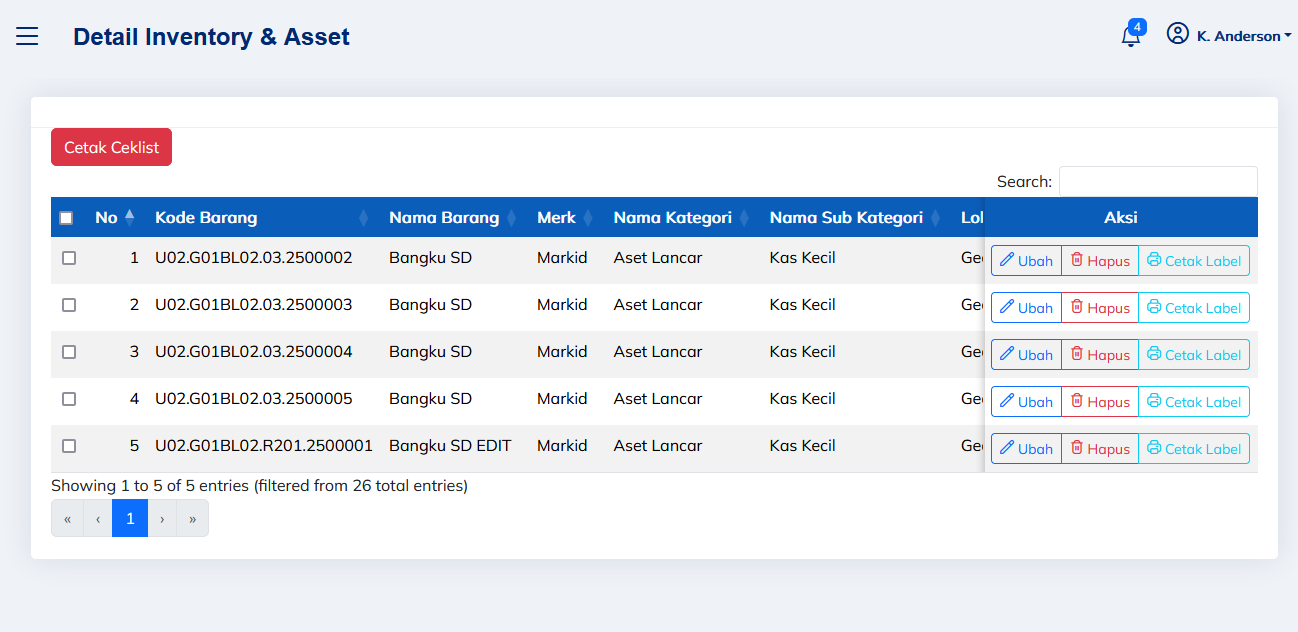 Detail Inventory & Asset
4
K. Anderson
Cetak Ceklist
Search:
No Kode Barang Nama Barang Merk Nama Kategori Nama Sub Kategori Lol Aksi
1 U02.G01BL02.03.2500002 Bangku SD Markid Aset Lancar Kas Kecil Ge Ubah Hapus Cetak Label
2 U02.G01BL02.03.2500003 Bangku SD Markid Aset Lancar Kas Kecil Ge Ubah Hapus Cetak Label
3 U02.G01BL02.03.2500004 Bangku SD Markid Aset Lancar Kas Kecil Ge Ubah Hapus Cetak Label
4 U02.G01BL02.03.2500005 Bangku SD Markid Aset Lancar Kas Kecil Ge Ubah Hapus Cetak Label
5 U02.G01BL02.R201.2500001 Bangku SD EDIT Markid Aset Lancar Kas Kecil Ge Ubah Hapus Cetak Label
Showing 1 to 5 of 5 entries (filtered from 26 total entries)
« ‹ 1 › »